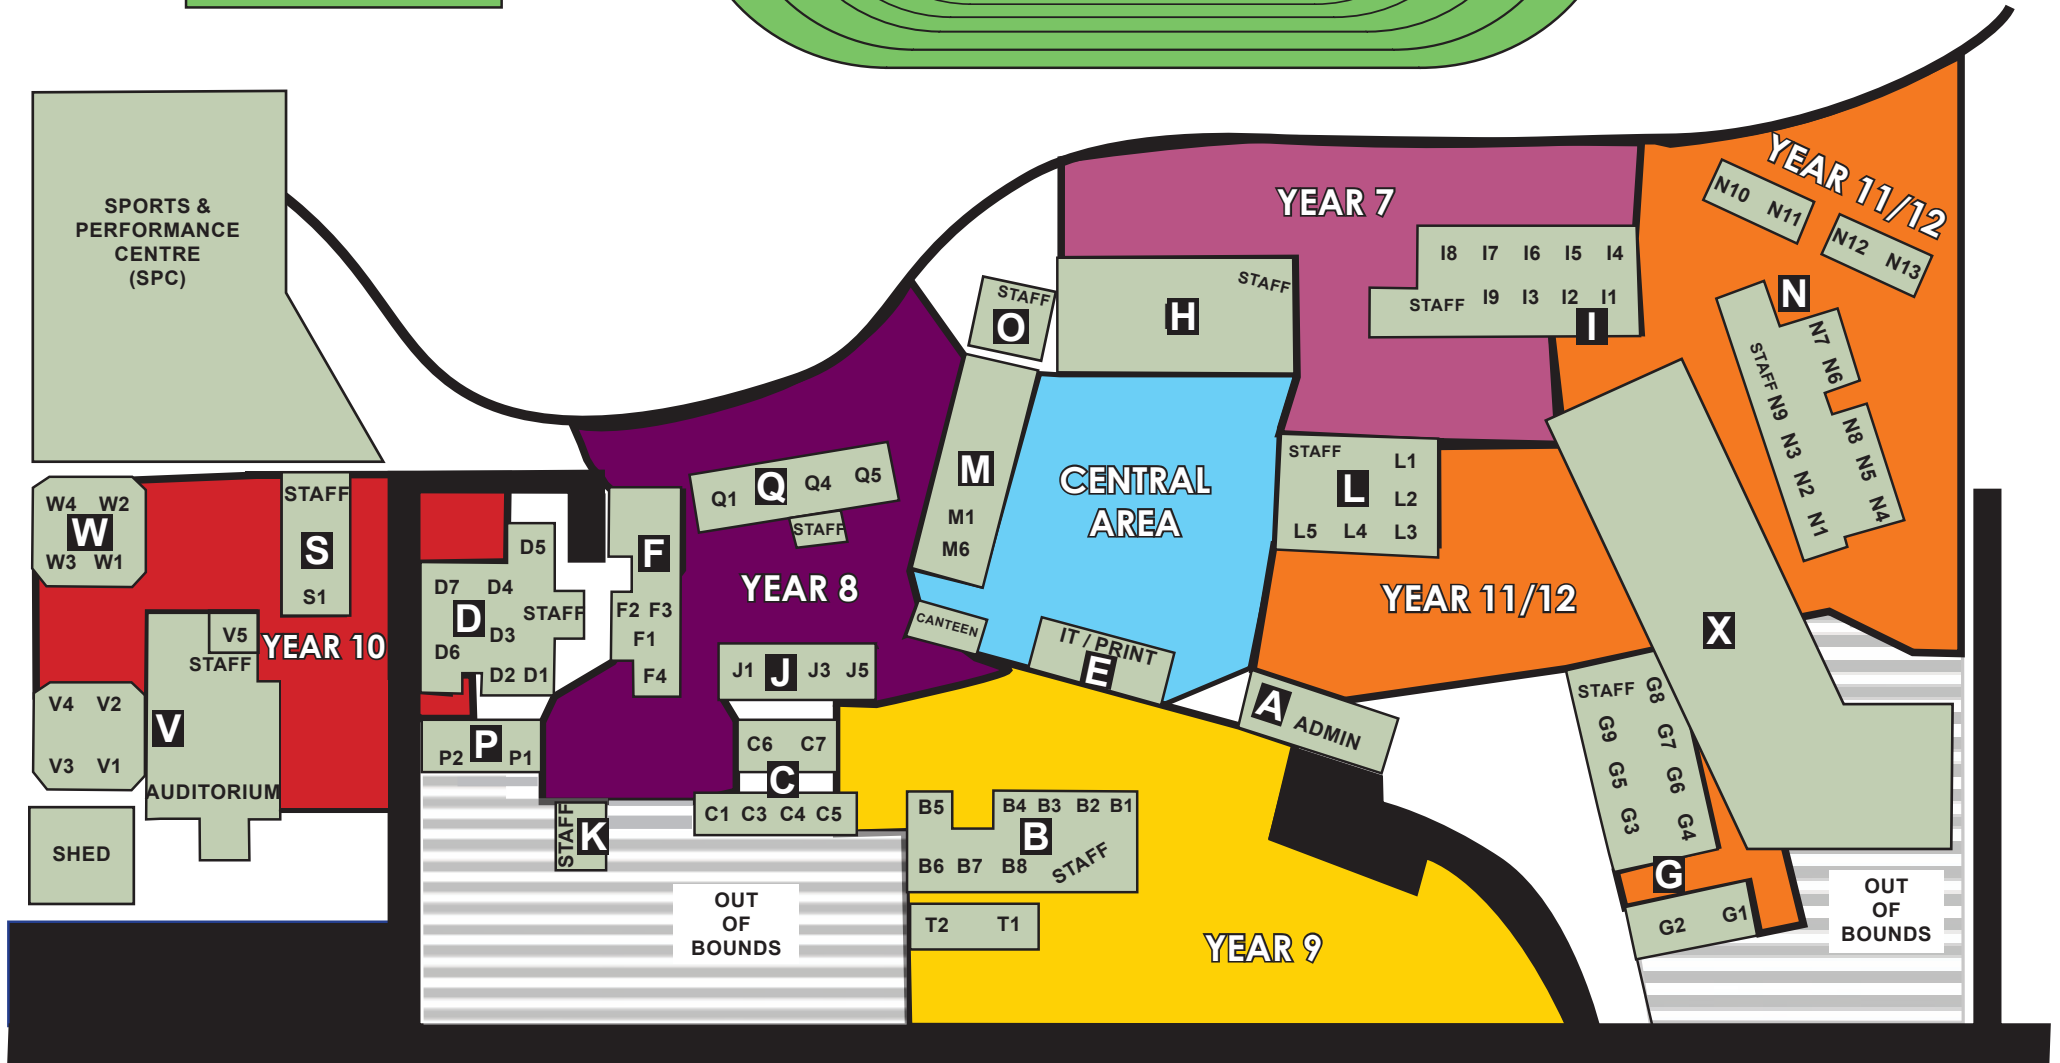 SPORTS &
PERFORMANCE
CENTRE
(SPC)
W4 W2
W
W3 W1
STAFF
S
S1
V5
STAFF
YEAR 10
V4 V2
V
V3 V1
AUDITORIUM
SHED
D5
D7 D4
D
STAFF
D3
D6
D2 D1
P2 P P1
F
F2 F3
F1
F4
Q1 Q Q4 Q5
STAFF
YEAR 8
J1 J J3 J5
C6 C7
C
C1 C3 C4 C5
STAFF
K
OUT
OF
BOUNDS
STAFF
O
M
M1
M6
CANTEEN
H
STAFF
CENTRAL
AREA
IT / PRINT
E
A ADMIN
YEAR 7
I8 I7 I6 I5 I4
STAFF I9 I3 I2 I1
I
STAFF
L1
L
L2
L5 L4 L3
YEAR 11/12
YEAR 11/12
N10 N11
N12 N13
N
N7
N6
STAFF
N9
N3
N2
N1
N8
N5
N4
X
STAFF
G8
G9
G7
G5
G6
G3
G4
G
G2 G1
OUT
OF
BOUNDS
B5 B4 B3 B2 B1
B
B6 B7 B8 STAFF
T2 T1
YEAR 9